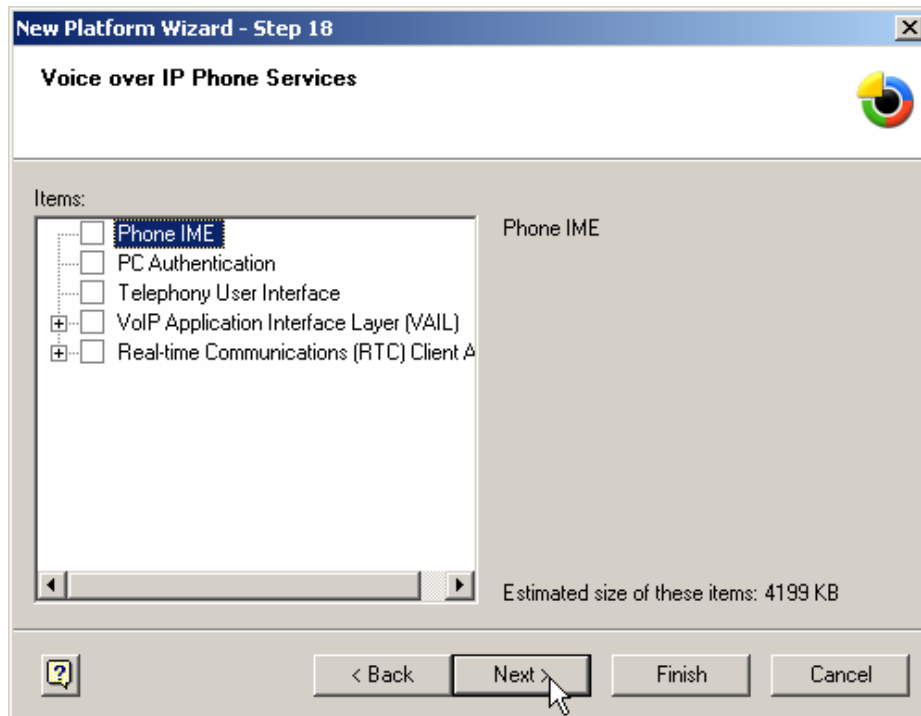 New Platform Wizard - Step 18
Voice over IP Phone Services
Items:
Phone IME
PC Authentication
Telephony User Interface
VoIP Application Interface Layer (VAIL)
Real-time Communications (RTC) Client A
Phone IME
Estimated size of these items: 4199 KB
< Back
Next >
Finish
Cancel